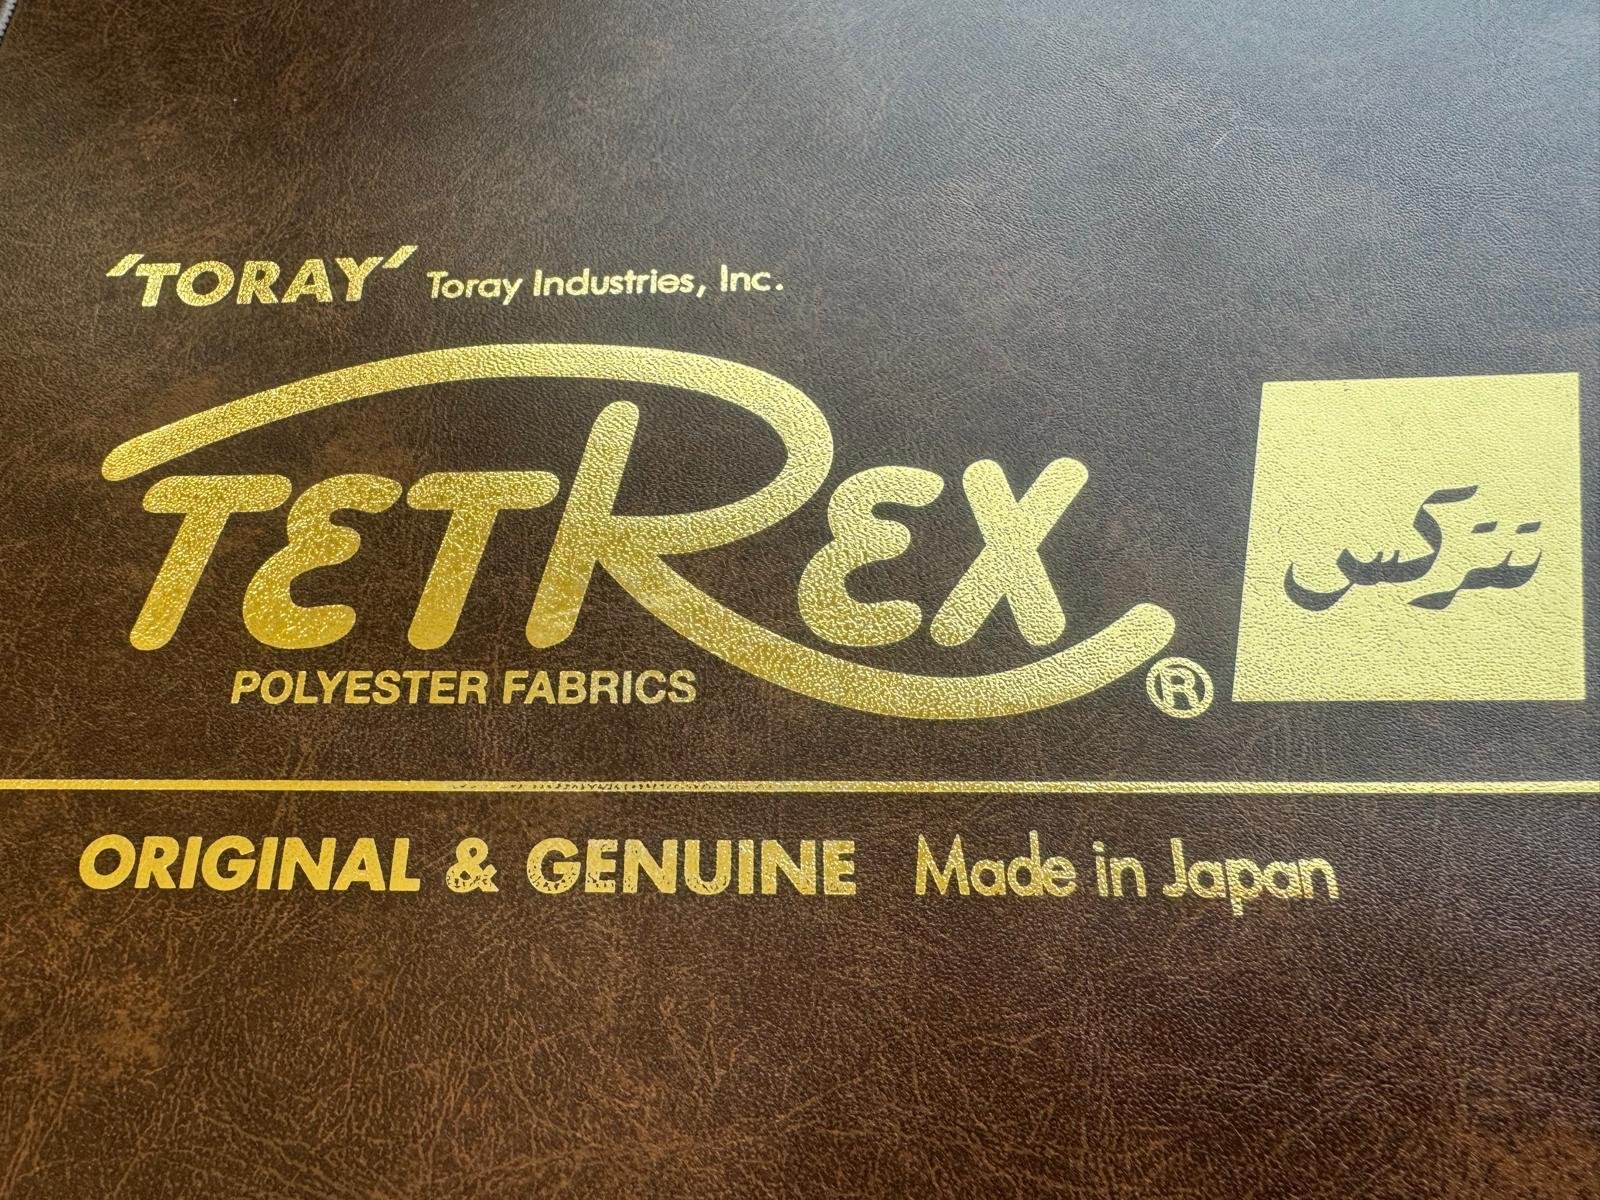 'TORAY' Toray Industries, Inc.
TETREX®
تترکس
POLYESTER FABRICS
ORIGINAL & GENUINE Made in Japan